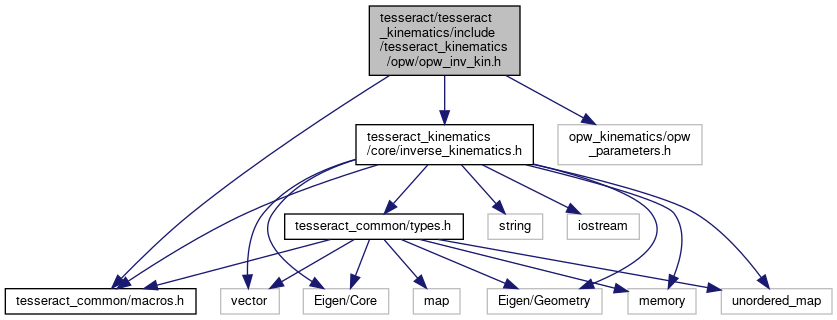 tesseract/tesseract
_kinematics/include
/tesseract_kinematics
/opw/opw_inv_kin.h
tesseract_kinematics
/core/inverse_kinematics.h
opw_kinematics/opw
_parameters.h
tesseract_common/types.h
string
iostream
tesseract_common/macros.h
vector
Eigen/Core
map
Eigen/Geometry
memory
unordered_map